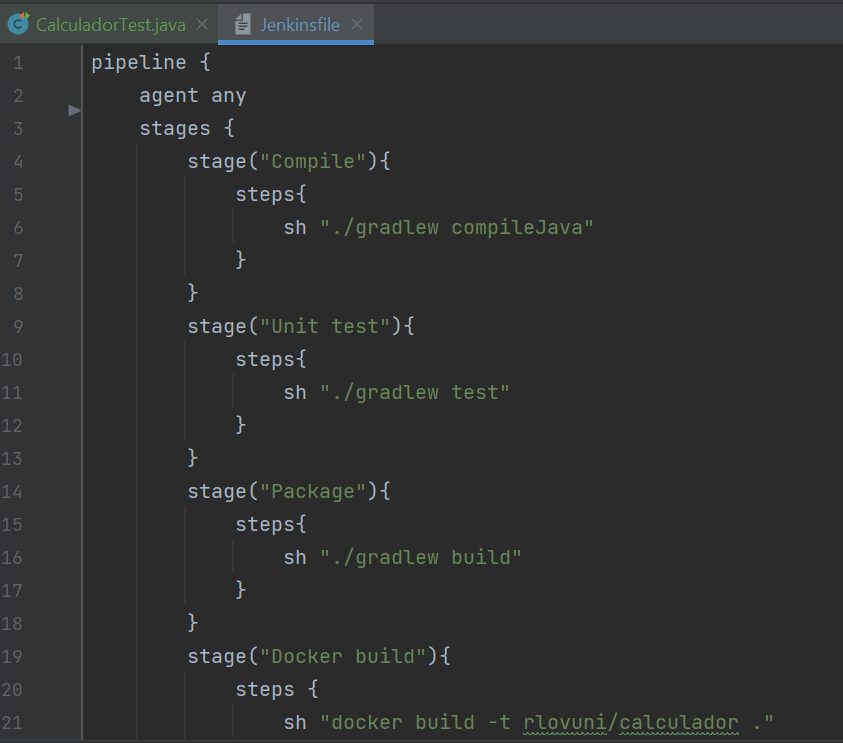 CalculadorTest.java Jenkinsfile
1 pipeline {
2     agent any
3     stages {
4         stage("Compile"){
5             steps{
6                 sh "./gradlew compileJava"
7             }
8         }
9         stage("Unit test"){
10             steps{
11                 sh "./gradlew test"
12             }
13         }
14         stage("Package"){
15             steps{
16                 sh "./gradlew build"
17             }
18         }
19         stage("Docker build"){
20             steps {
21                 sh "docker build -t rlovuni/calculador ."